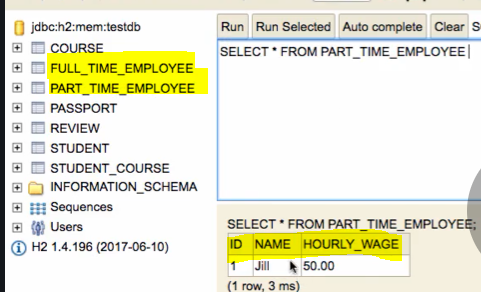 jdbc:h2:mem:testdb
COURSE
FULL_TIME_EMPLOYEE
PART_TIME_EMPLOYEE
PASSPORT
REVIEW
STUDENT
STUDENT_COURSE
INFORMATION_SCHEMA
Sequences
Users
H2 1.4.196 (2017-06-10)
Run Run Selected Auto complete Clear
SELECT * FROM PART_TIME_EMPLOYEE
SELECT * FROM PART_TIME_EMPLOYEE;
ID NAME HOURLY_WAGE
1 Jill 50.00
(1 row, 3 ms)